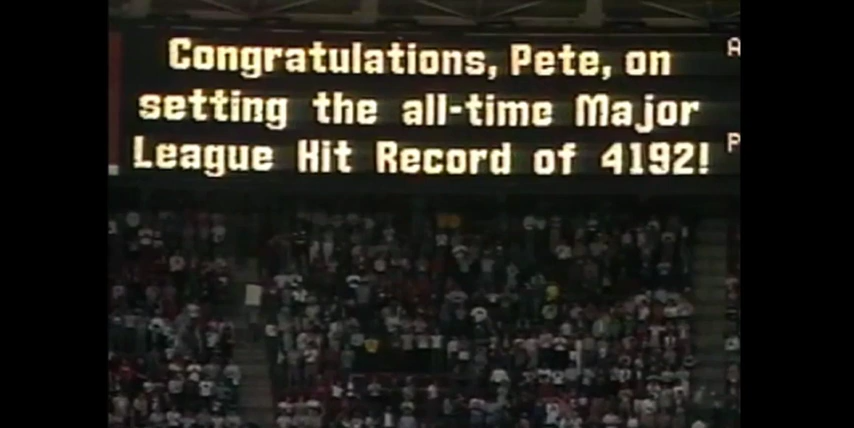 Congratulations, Pete, on
setting the all-time Major
League Hit Record of 4192!
A
P